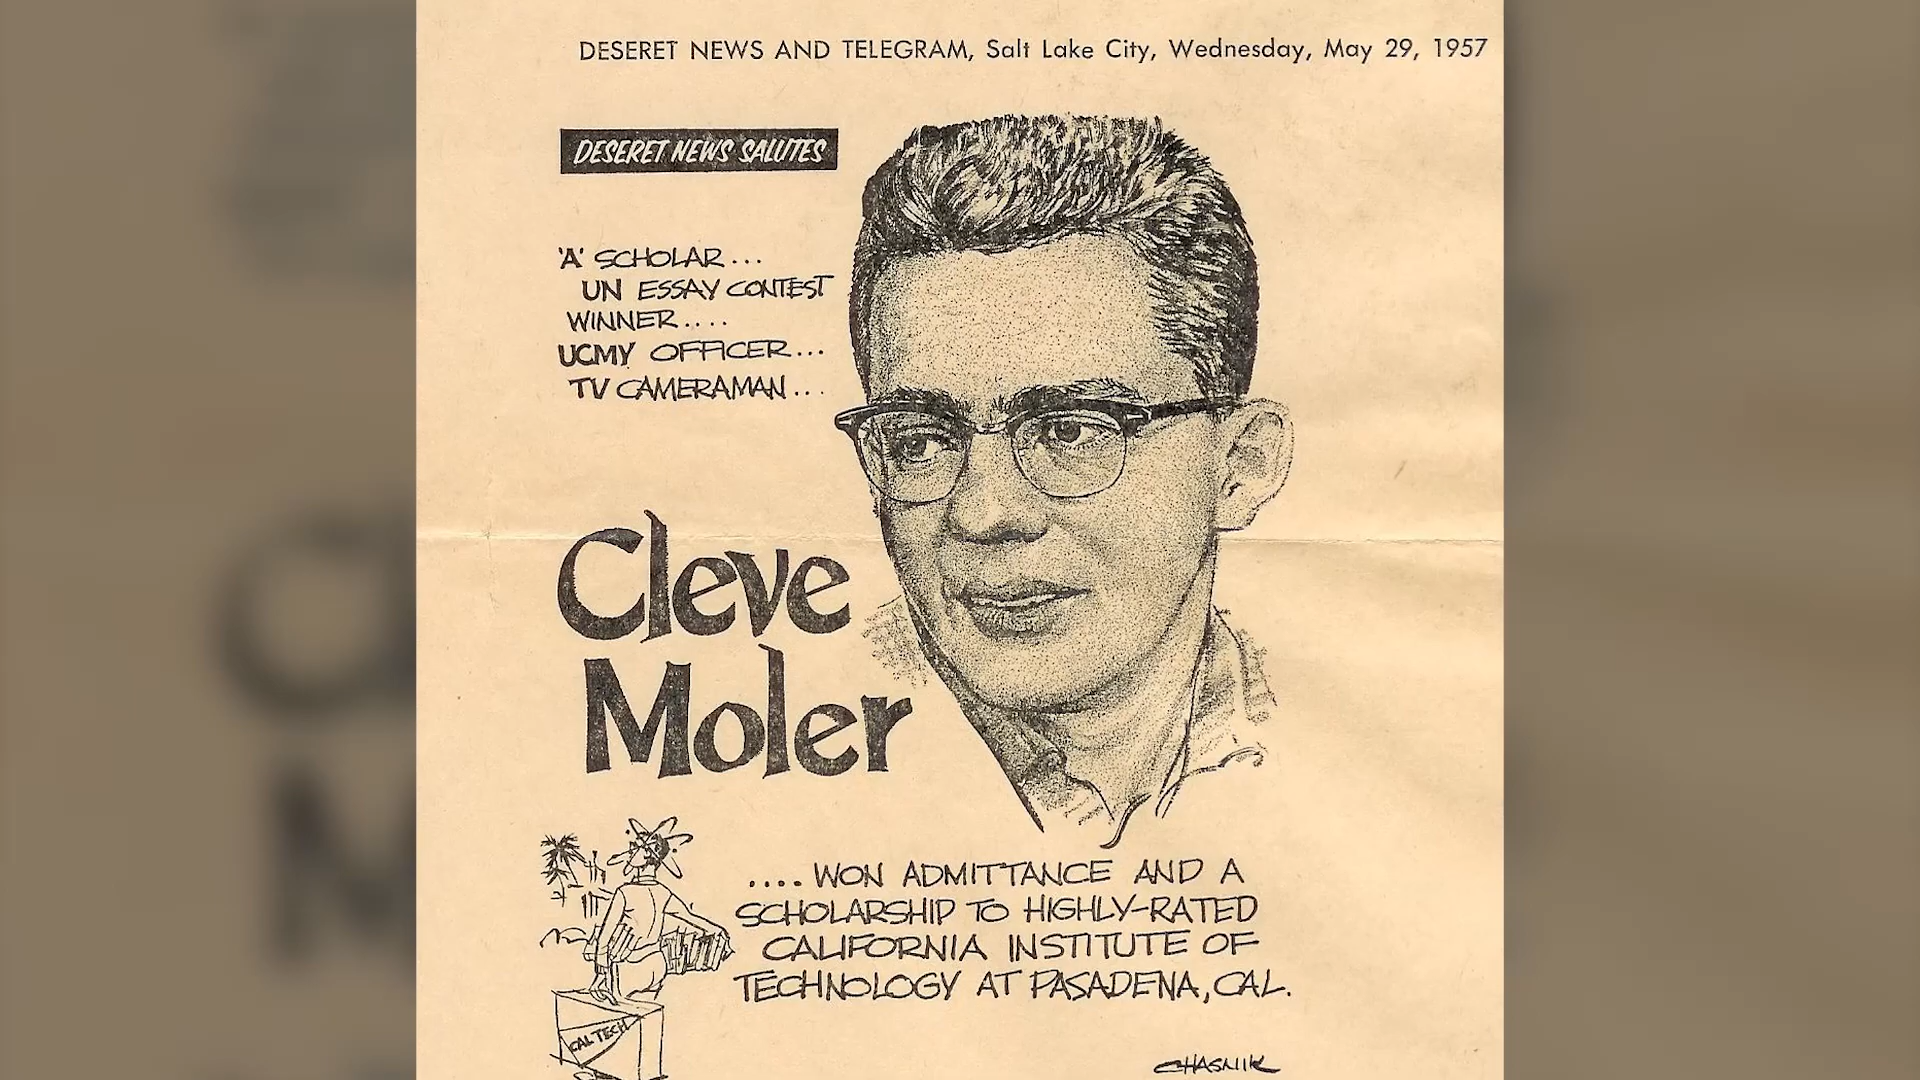 DESERET NEWS AND TELEGRAM, Salt Lake City, Wednesday, May 29, 1957
DESERET NEWS SALUTES
'A' SCHOLAR...
UN ESSAY CONTEST
WINNER....
UCMY OFFICER...
TV CAMERAMAN...
Cleve
Moler
....WON ADMITTANCE AND A
SCHOLARSHIP TO HIGHLY-RATED
CALIFORNIA INSTITUTE OF
TECHNOLOGY AT PASADENA, CAL.
CAL TECH
CHASNIK